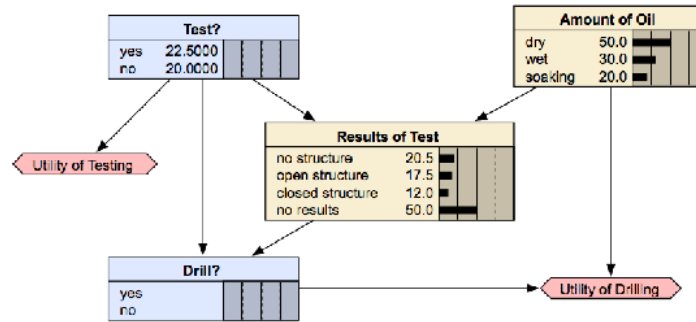 Test?
yes 22.5000
no 20.0000
Amount of Oil
dry 50.0
wet 30.0
soaking 20.0
Utility of Testing
Results of Test
no structure 20.5
open structure 17.5
closed structure 12.0
no results 50.0
Drill?
yes
no
Utility of Drilling